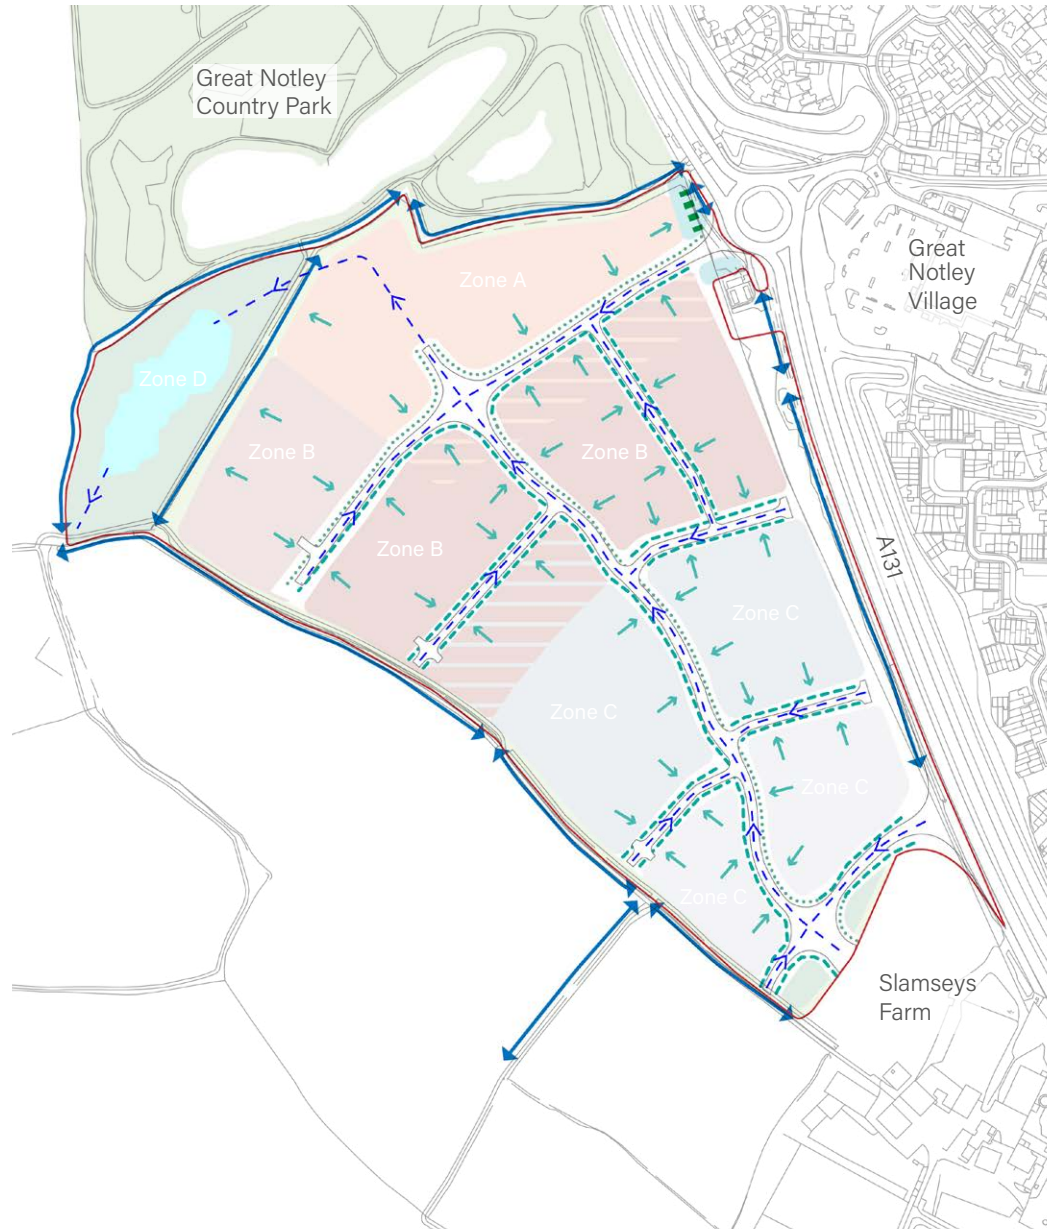 Great Notley
Country Park
Great
Notley
Village
Zone A
Zone D
Zone B
Zone B
Zone B
A131
Zone C
Zone C
Zone C
Zone C
Slamseys
Farm